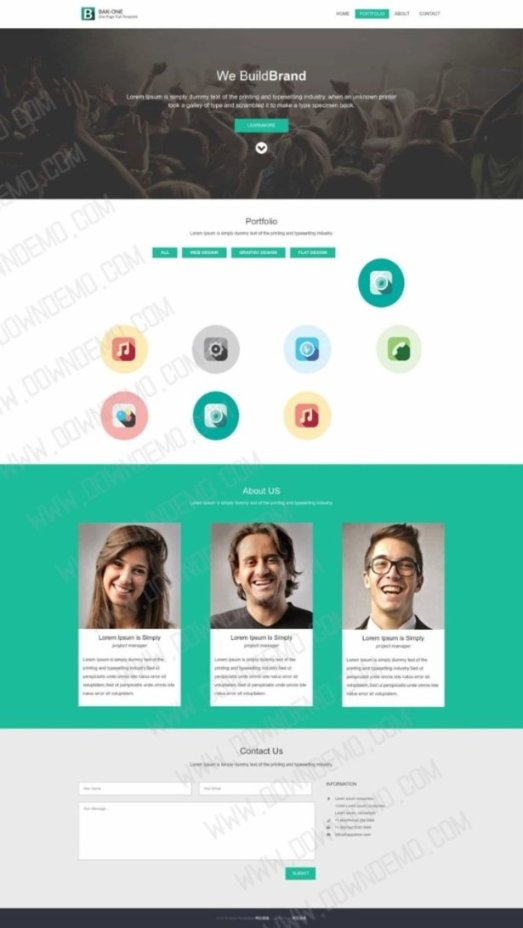 BAK-ONE
One Page Flat Template
HOME PORTFOLIO ABOUT CONTACT
We BuildBrand
Lorem Ipsum is simply dummy text of the printing and typesetting industry. when an unknown printer
took a galley of type and scrambled it to make a type specimen book.
LEARNMORE
Portfolio
Lorem Ipsum is simply dummy text of the printing and typesetting industry
ALL WEB DESIGN GRAPHIC DESIGN FLAT DESIGN
About US
Lorem Ipsum is simply dummy text of the printing and typesetting industry
Lorem Ipsum is Simply
project manager
Lorem Ipsum is simply dummy text of the
printing and typesetting industry.Sed ut
perspiciatis unde omnis iste natus error sit
voluptatem.Sed ut perspiciatis unde omnis iste
natus error sit voluptatem.
Lorem Ipsum is Simply
project manager
Lorem Ipsum is simply dummy text of the
printing and typesetting industry.Sed ut
perspiciatis unde omnis iste natus error sit
voluptatem.Sed ut perspiciatis unde omnis iste
natus error sit voluptatem.
Lorem Ipsum is Simply
project manager
Lorem Ipsum is simply dummy text of the
printing and typesetting industry.Sed ut
perspiciatis unde omnis iste natus error sit
voluptatem.Sed ut perspiciatis unde omnis iste
natus error sit voluptatem.
Contact Us
Lorem Ipsum is simply dummy text of the printing and typesetting industry
Your Name
Your Email
Your Message...
SUBMIT
INFORMATION
WWW.DOWNDEMO.COM